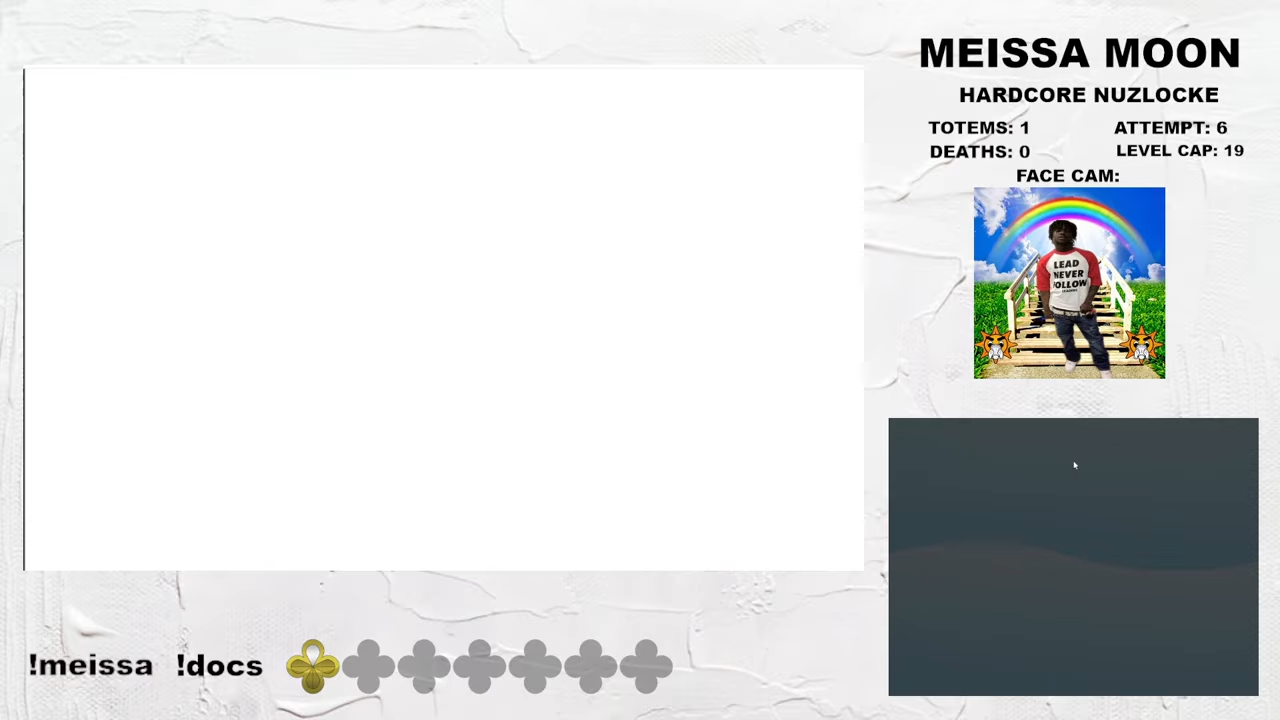 MEISSA MOON
HARDCORE NUZLOCKE
TOTEMS: 1
ATTEMPT: 6
DEATHS: 0
LEVEL CAP: 19
FACE CAM:
LEAD
NEVER
FOLLOW
!meissa !docs